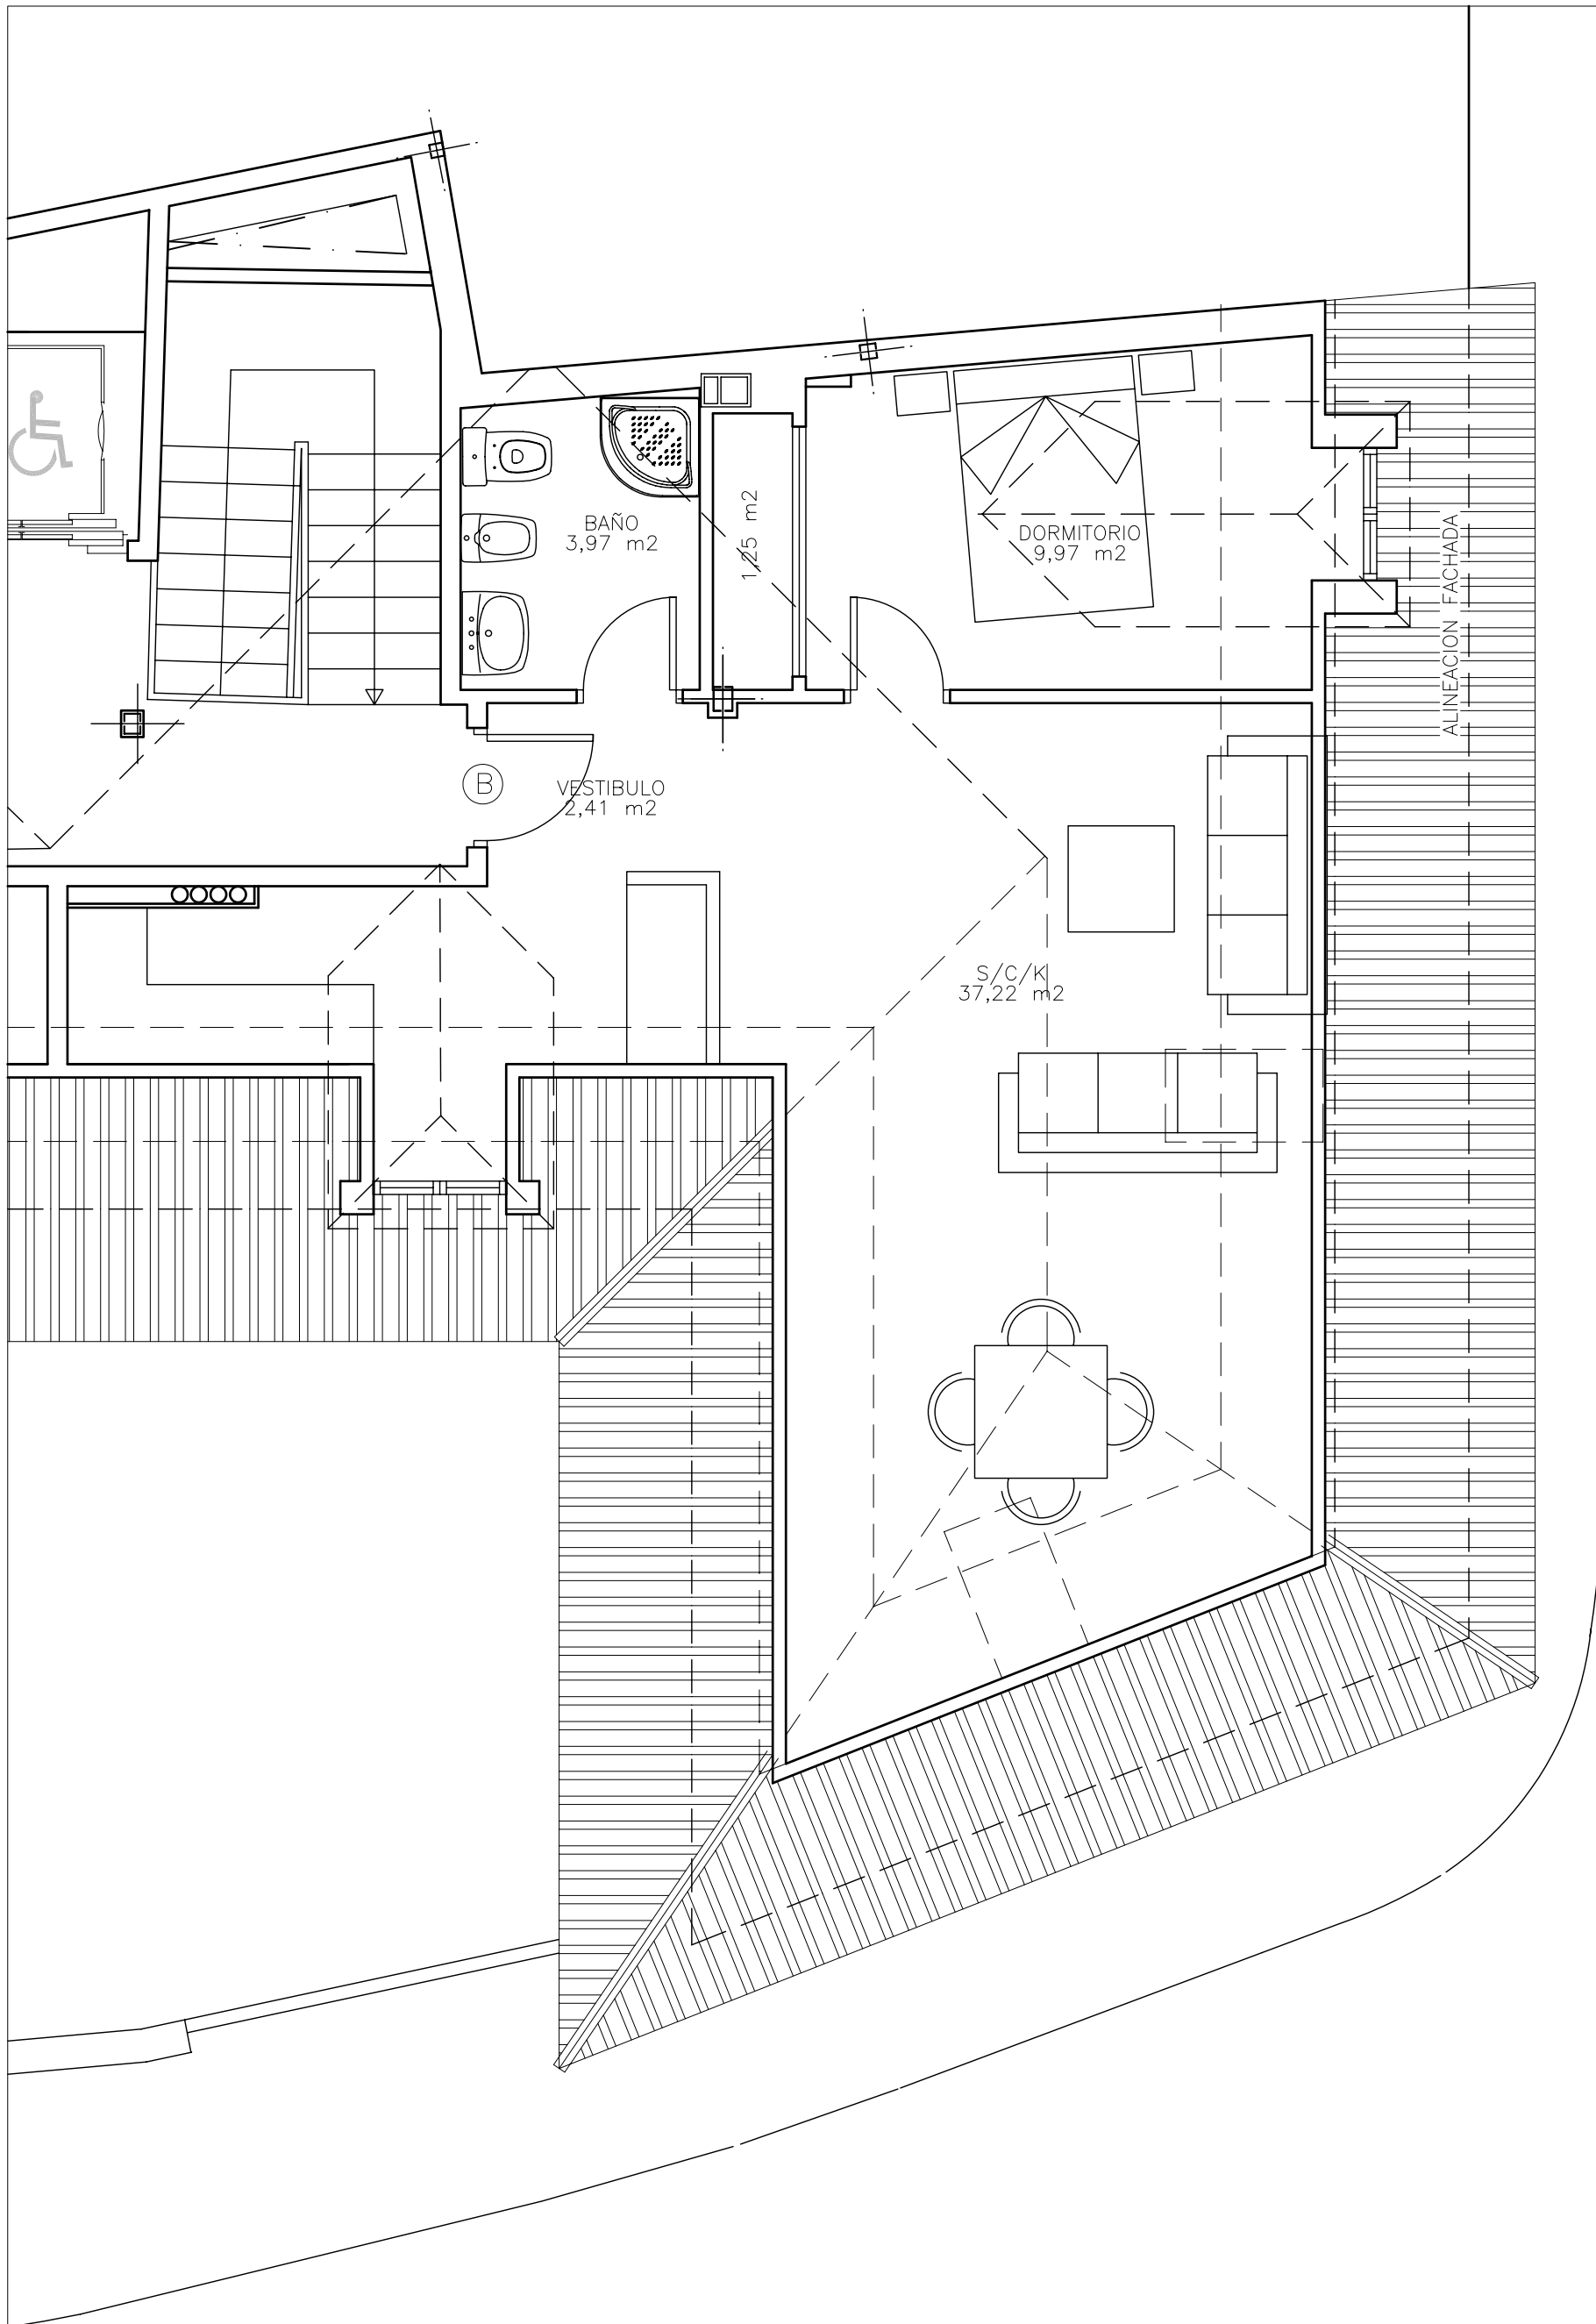 BAÑO
3,97 m2
1,25 m2
DORMITORIO
9,97 m2
ALINEACION FACHADA
B
VESTIBULO
2,41 m2
S/C/K
37,22 m2